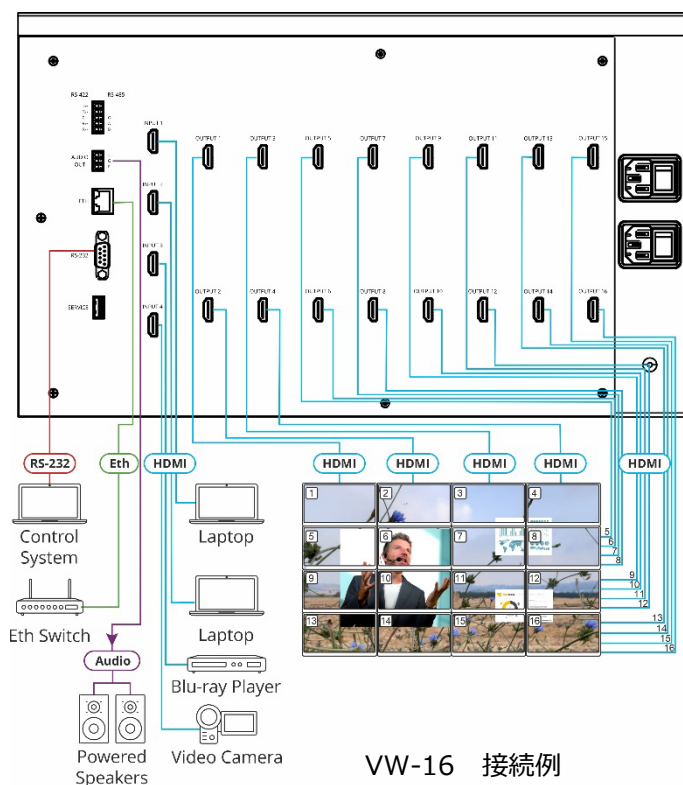 RS-422 RS-485
AUDIO
OUT
ETH
RS-232
SERVICE
INPUT 1
INPUT 2
INPUT 3
INPUT 4
OUTPUT 1
OUTPUT 3
OUTPUT 5
OUTPUT 7
OUTPUT 9
OUTPUT 11
OUTPUT 13
OUTPUT 15
OUTPUT 2
OUTPUT 4
OUTPUT 6
OUTPUT 8
OUTPUT 10
OUTPUT 12
OUTPUT 14
OUTPUT 16
RS-232
Eth
HDMI
HDMI
HDMI
HDMI
HDMI
HDMI
Control
System
Laptop
Eth Switch
Laptop
Audio
Blu-ray Player
Powered
Speakers
Video Camera
1
2
3
4
5
6
7
8
9
10
11
12
13
14
15
16
5
6
7
8
9
10
11
12
13
14
15
16
VW-16 接続例